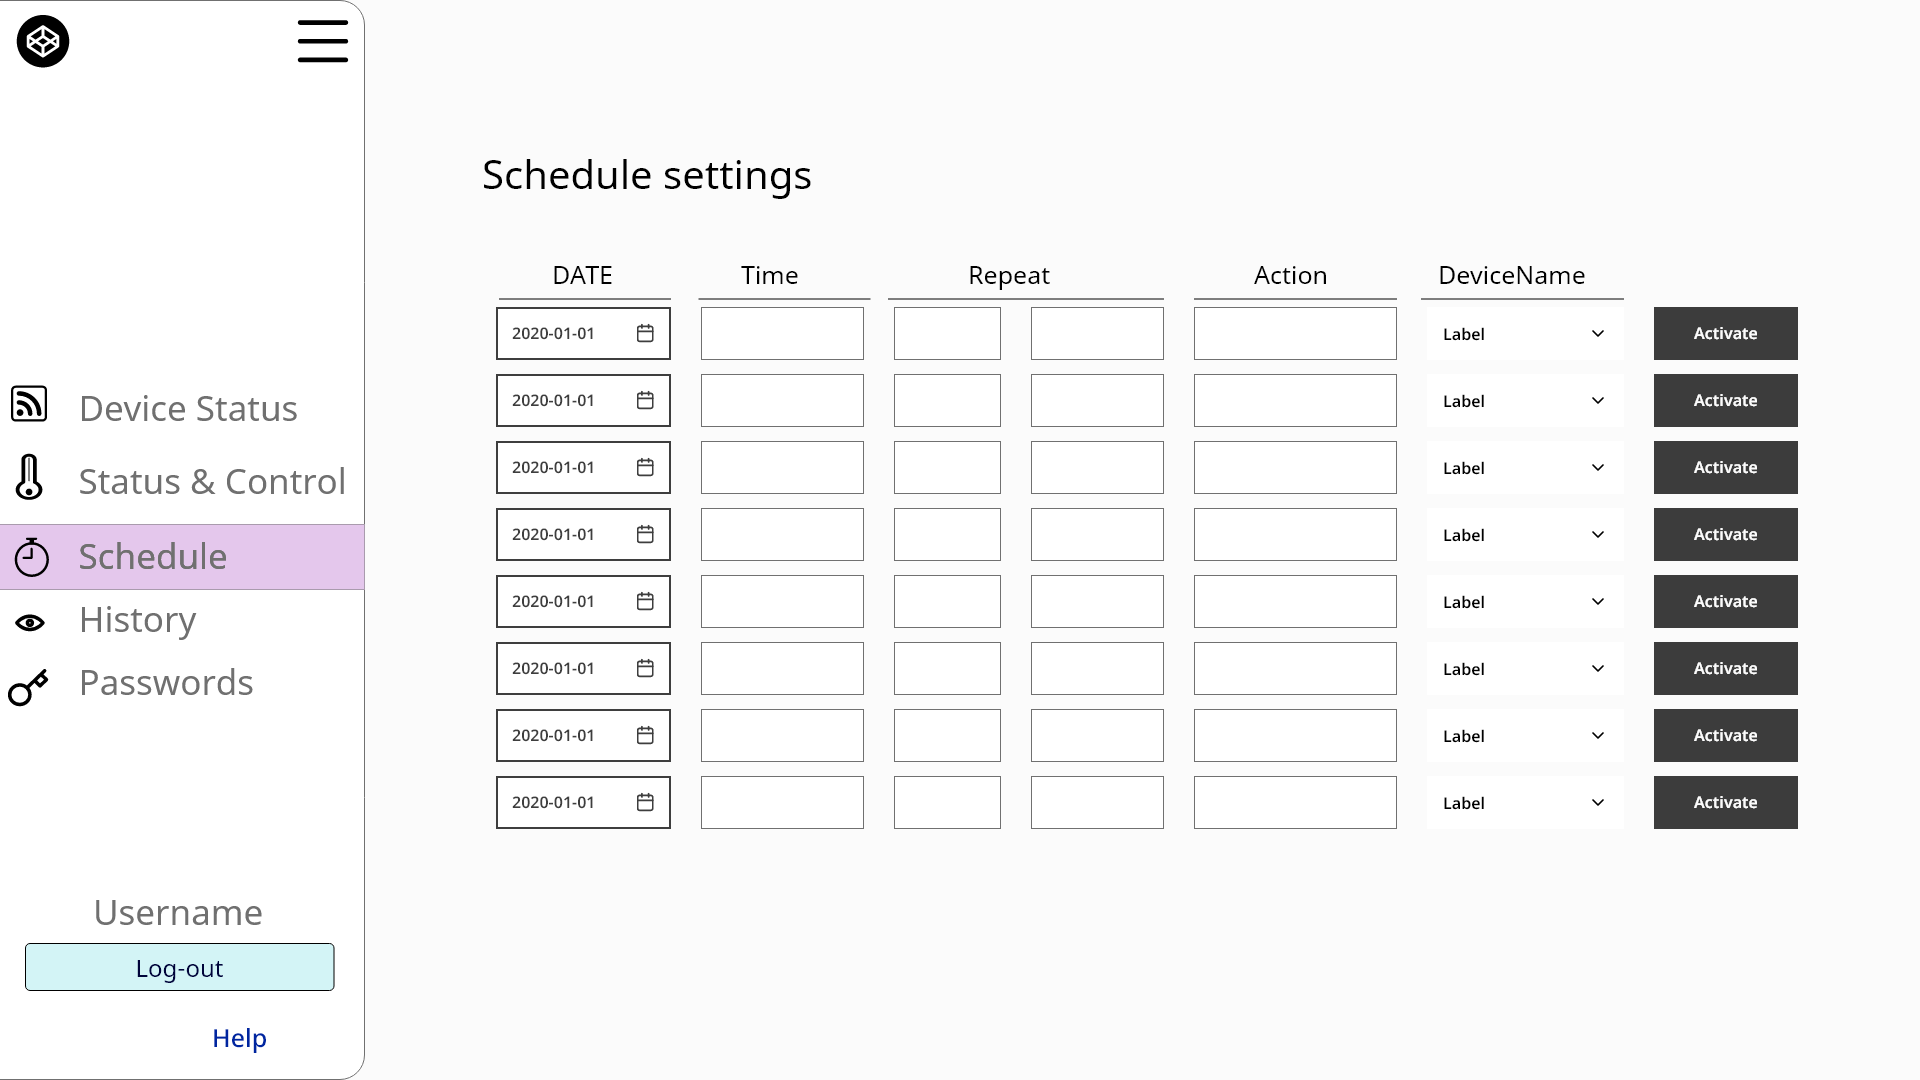 Schedule settings
DATE Time Repeat Action DeviceName
2020-01-01 Label Activate
2020-01-01 Label Activate
2020-01-01 Label Activate
2020-01-01 Label Activate
2020-01-01 Label Activate
2020-01-01 Label Activate
2020-01-01 Label Activate
2020-01-01 Label Activate
Device Status
Status & Control
Schedule
History
Passwords
Username
Log-out
Help